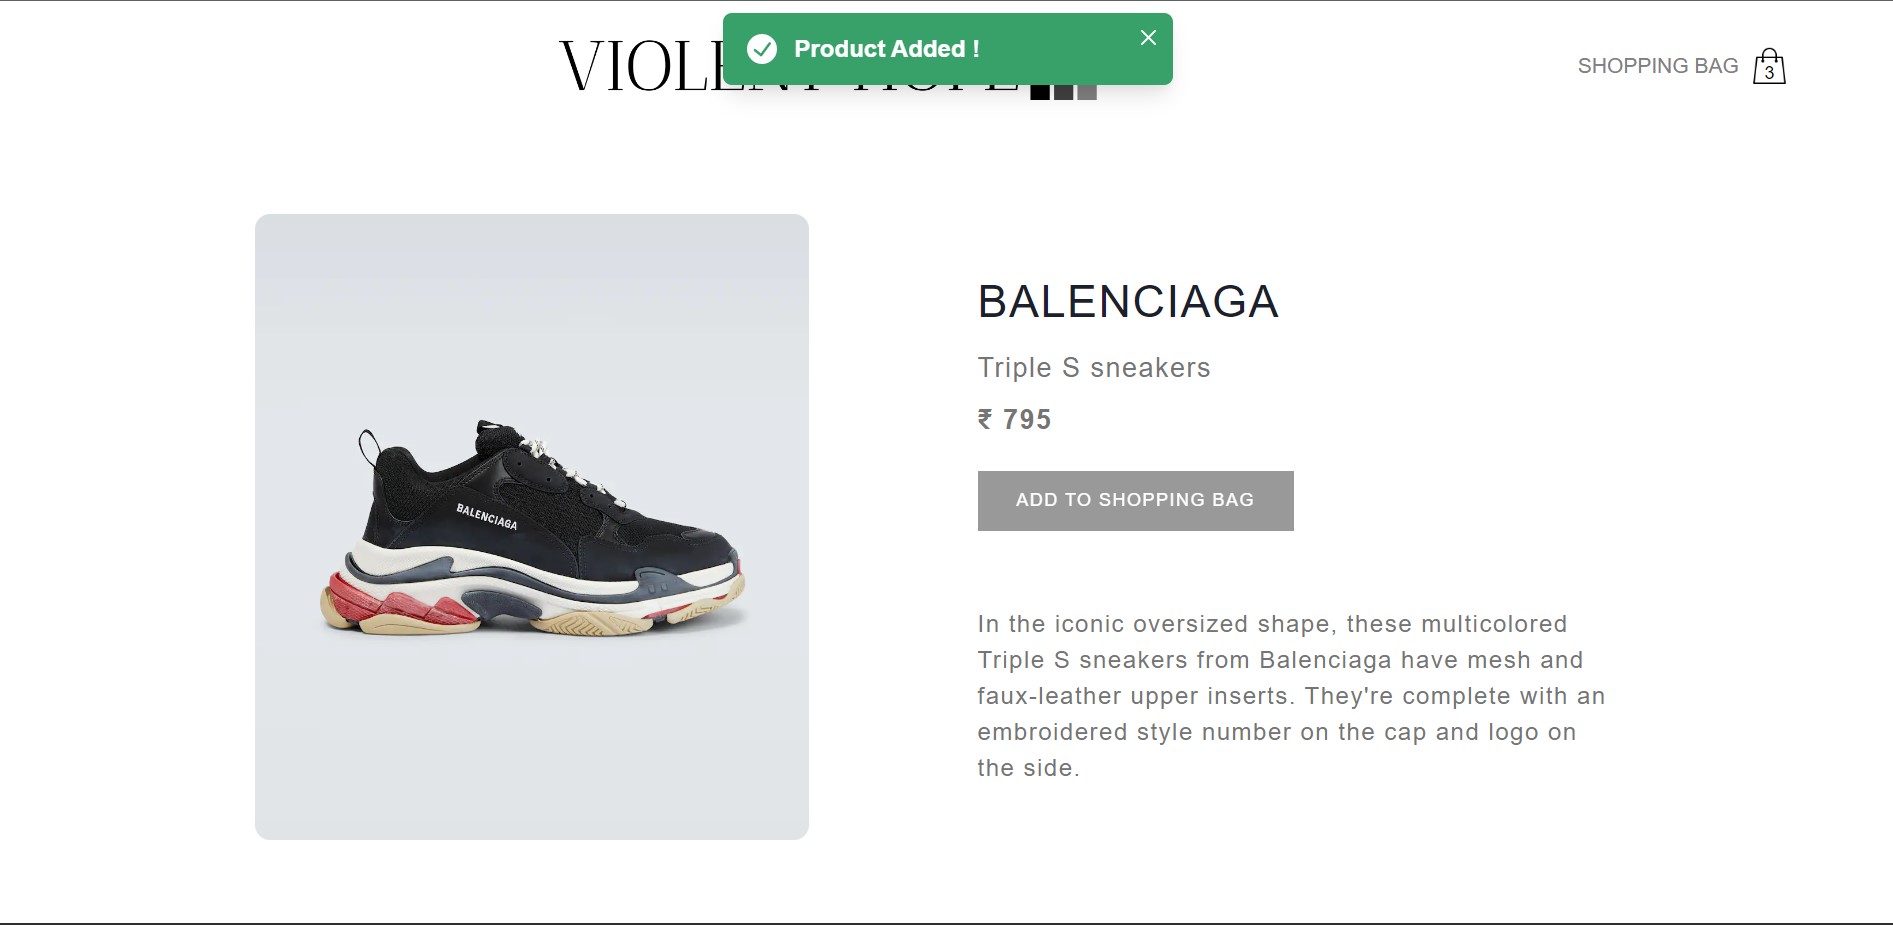 Product Added !
SHOPPING BAG
3
BALENCIAGA
BALENCIAGA
Triple S sneakers
₹ 795
ADD TO SHOPPING BAG
In the iconic oversized shape, these multicolored
Triple S sneakers from Balenciaga have mesh and
faux-leather upper inserts. They're complete with an
embroidered style number on the cap and logo on
the side.